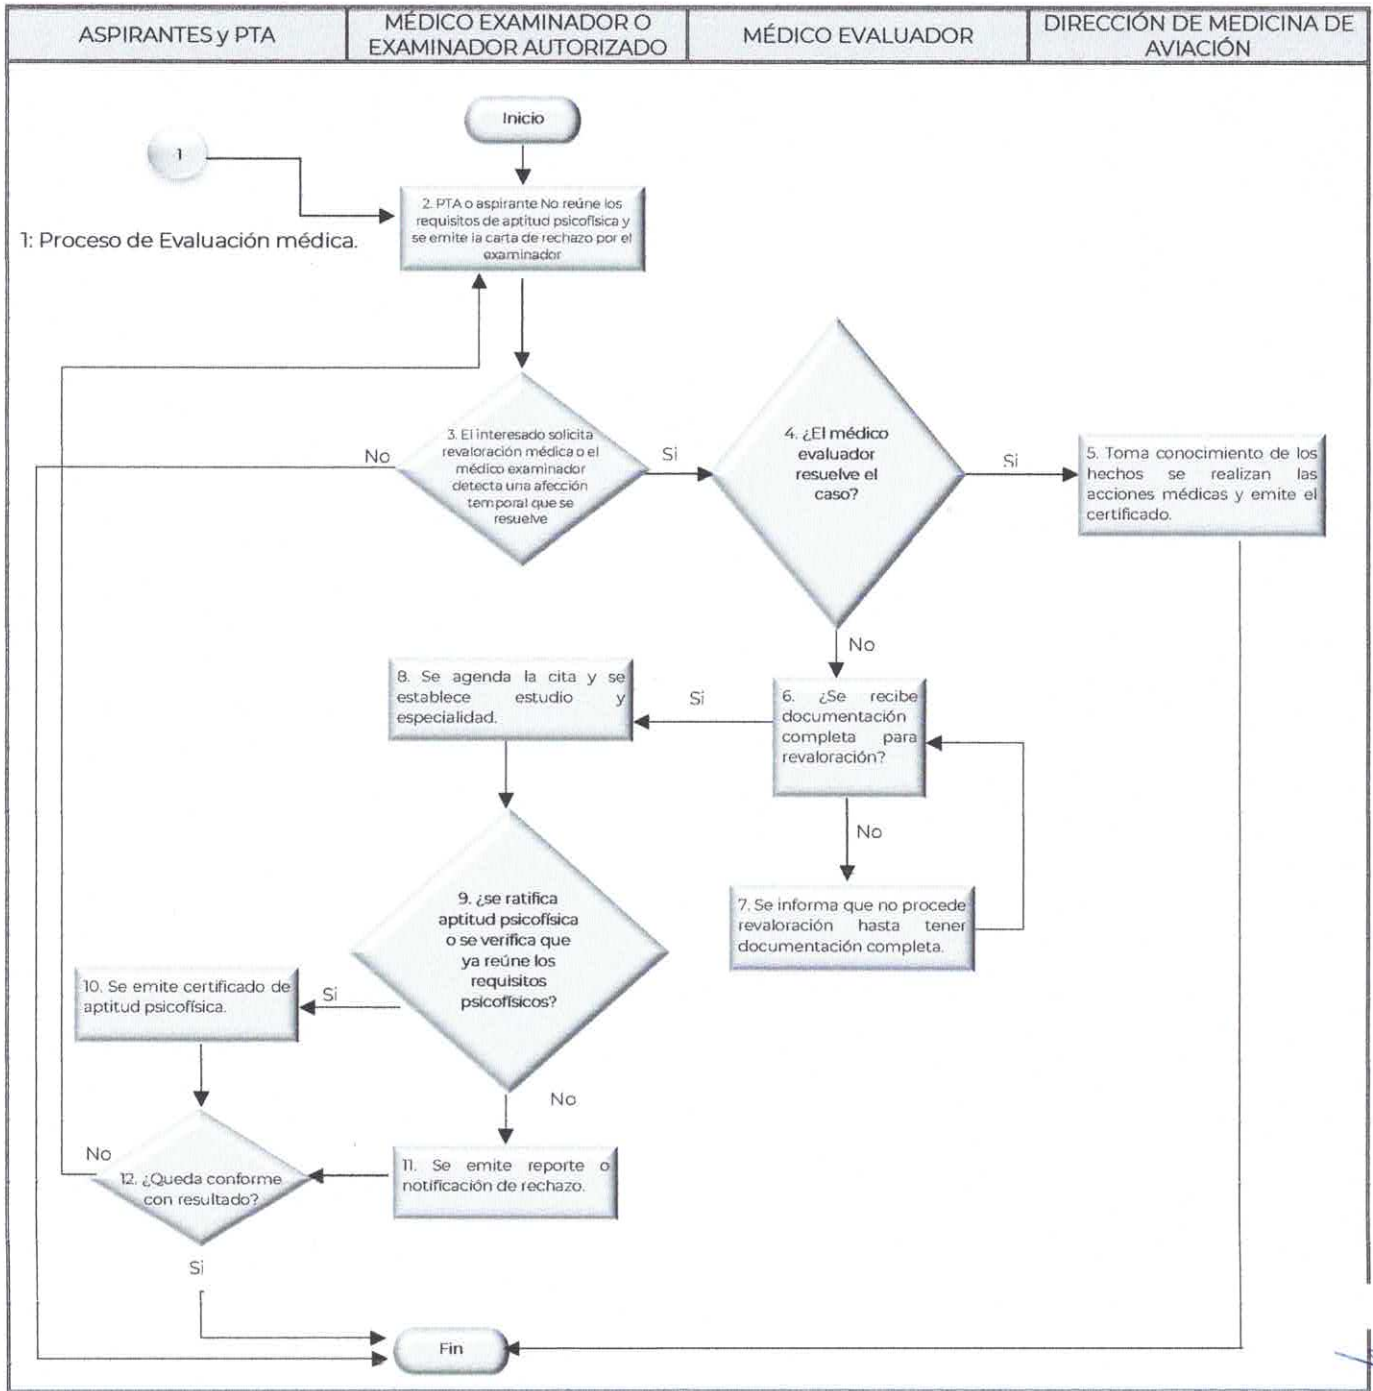 ASPIRANTES y PTA
MÉDICO EXAMINADOR O
EXAMINADOR AUTORIZADO
MÉDICO EVALUADOR
DIRECCIÓN DE MEDICINA DE
AVIACIÓN
Inicio
1
2. PTA o aspirante No reúne los
requisitos de aptitud psicofísica y
se emite la carta de rechazo por el
examinador
1: Proceso de Evaluación médica.
3. El interesado solicita
revaloración médica o el
médico examinador
detecta una afección
temporal que se
resuelve
No
Si
4. ¿El médico
evaluador
resuelve el
caso?
Si
5. Toma conocimiento de los
hechos se realizan las
acciones médicas y emite el
certificado.
No
8. Se agenda la cita y se
establece estudio y
especialidad.
Si
6. ¿Se recibe
documentación
completa para
revaloración?
No
7. Se informa que no procede
revaloración hasta tener
documentación completa.
9. ¿se ratifica
aptitud psicofísica
o se verifica que
ya reúne los
requisitos
psicofísicos?
10. Se emite certificado de
aptitud psicofísica.
Si
No
No
12. ¿Queda conforme
con resultado?
11. Se emite reporte o
notificación de rechazo.
Si
Fin